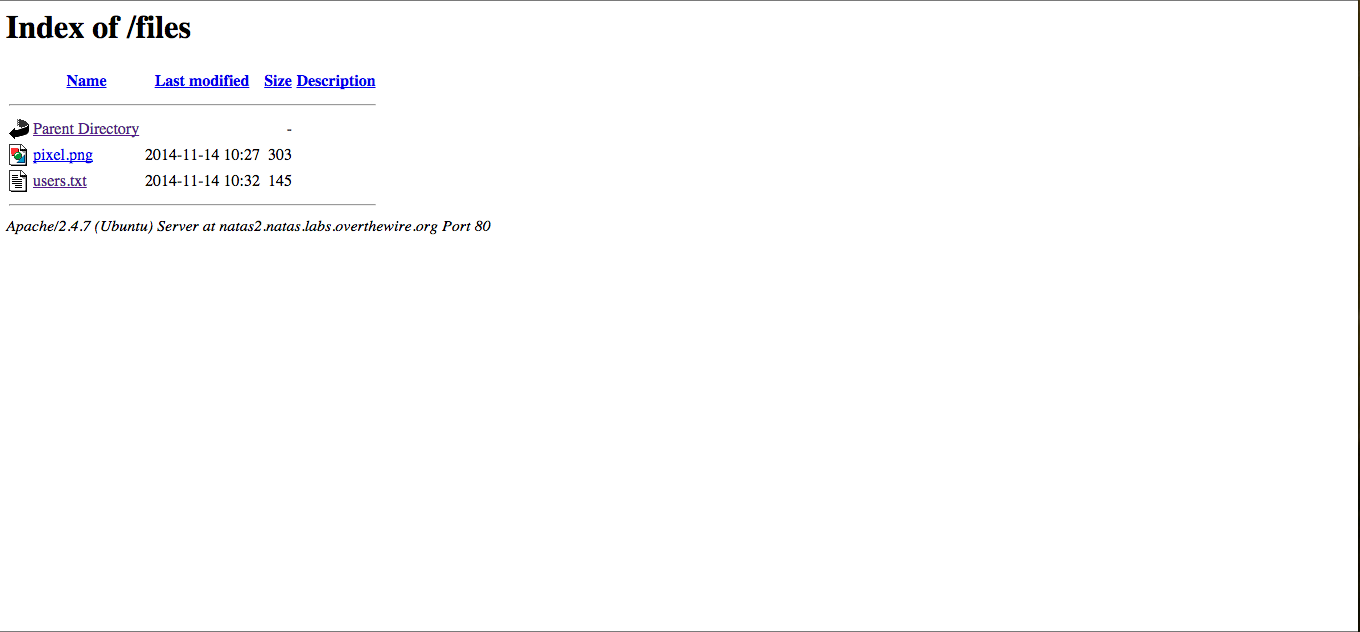 Index of /files
Name Last modified Size Description
Parent Directory -
pixel.png 2014-11-14 10:27 303
users.txt 2014-11-14 10:32 145
Apache/2.4.7 (Ubuntu) Server at natas2.natas.labs.overthewire.org Port 80